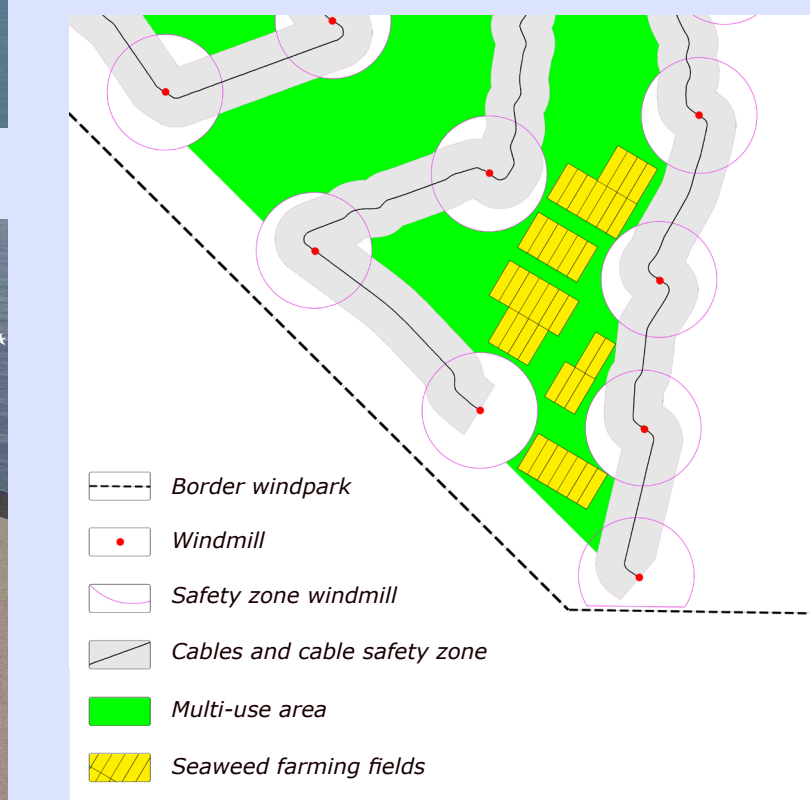 Border windpark
Windmill
Safety zone windmill
Cables and cable safety zone
Multi-use area
Seaweed farming fields